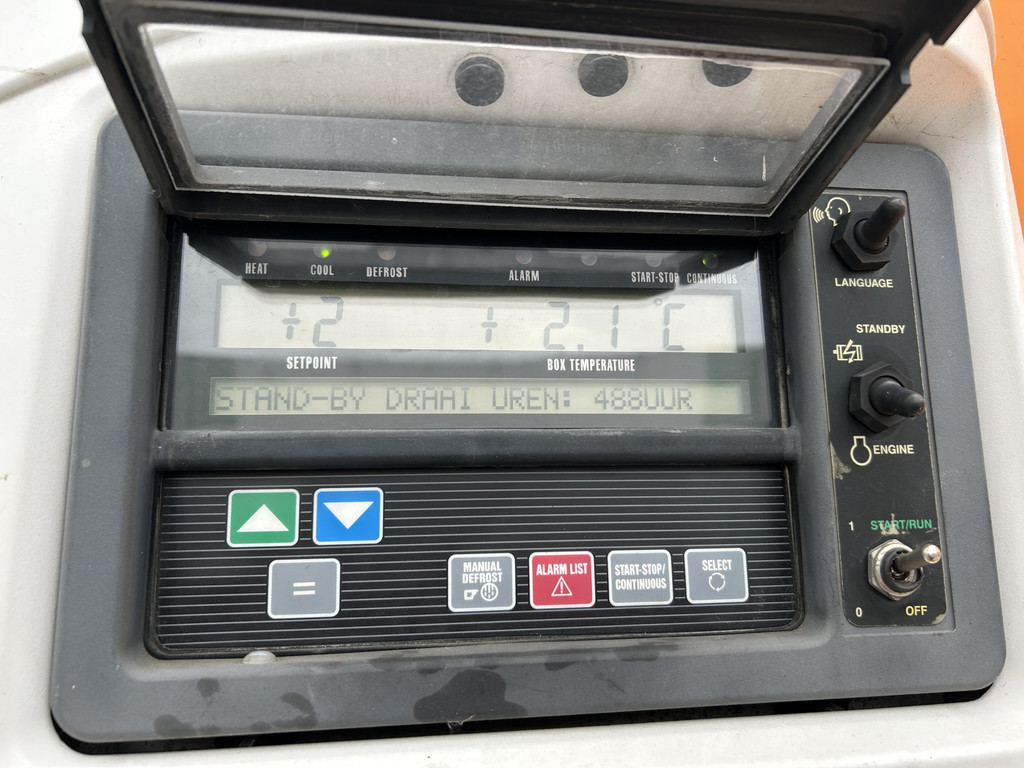 HEAT COOL DEFROST ALARM START-STOP CONTINUOUS
+2 + 2.1 °C
SETPOINT BOX TEMPERATURE
STAND-BY DRAAI UREN: 488UUR
MANUAL DEFROST
ALARM LIST
START-STOP/
CONTINUOUS
SELECT
=
LANGUAGE
STANDBY
ENGINE
1 START/RUN
0 OFF